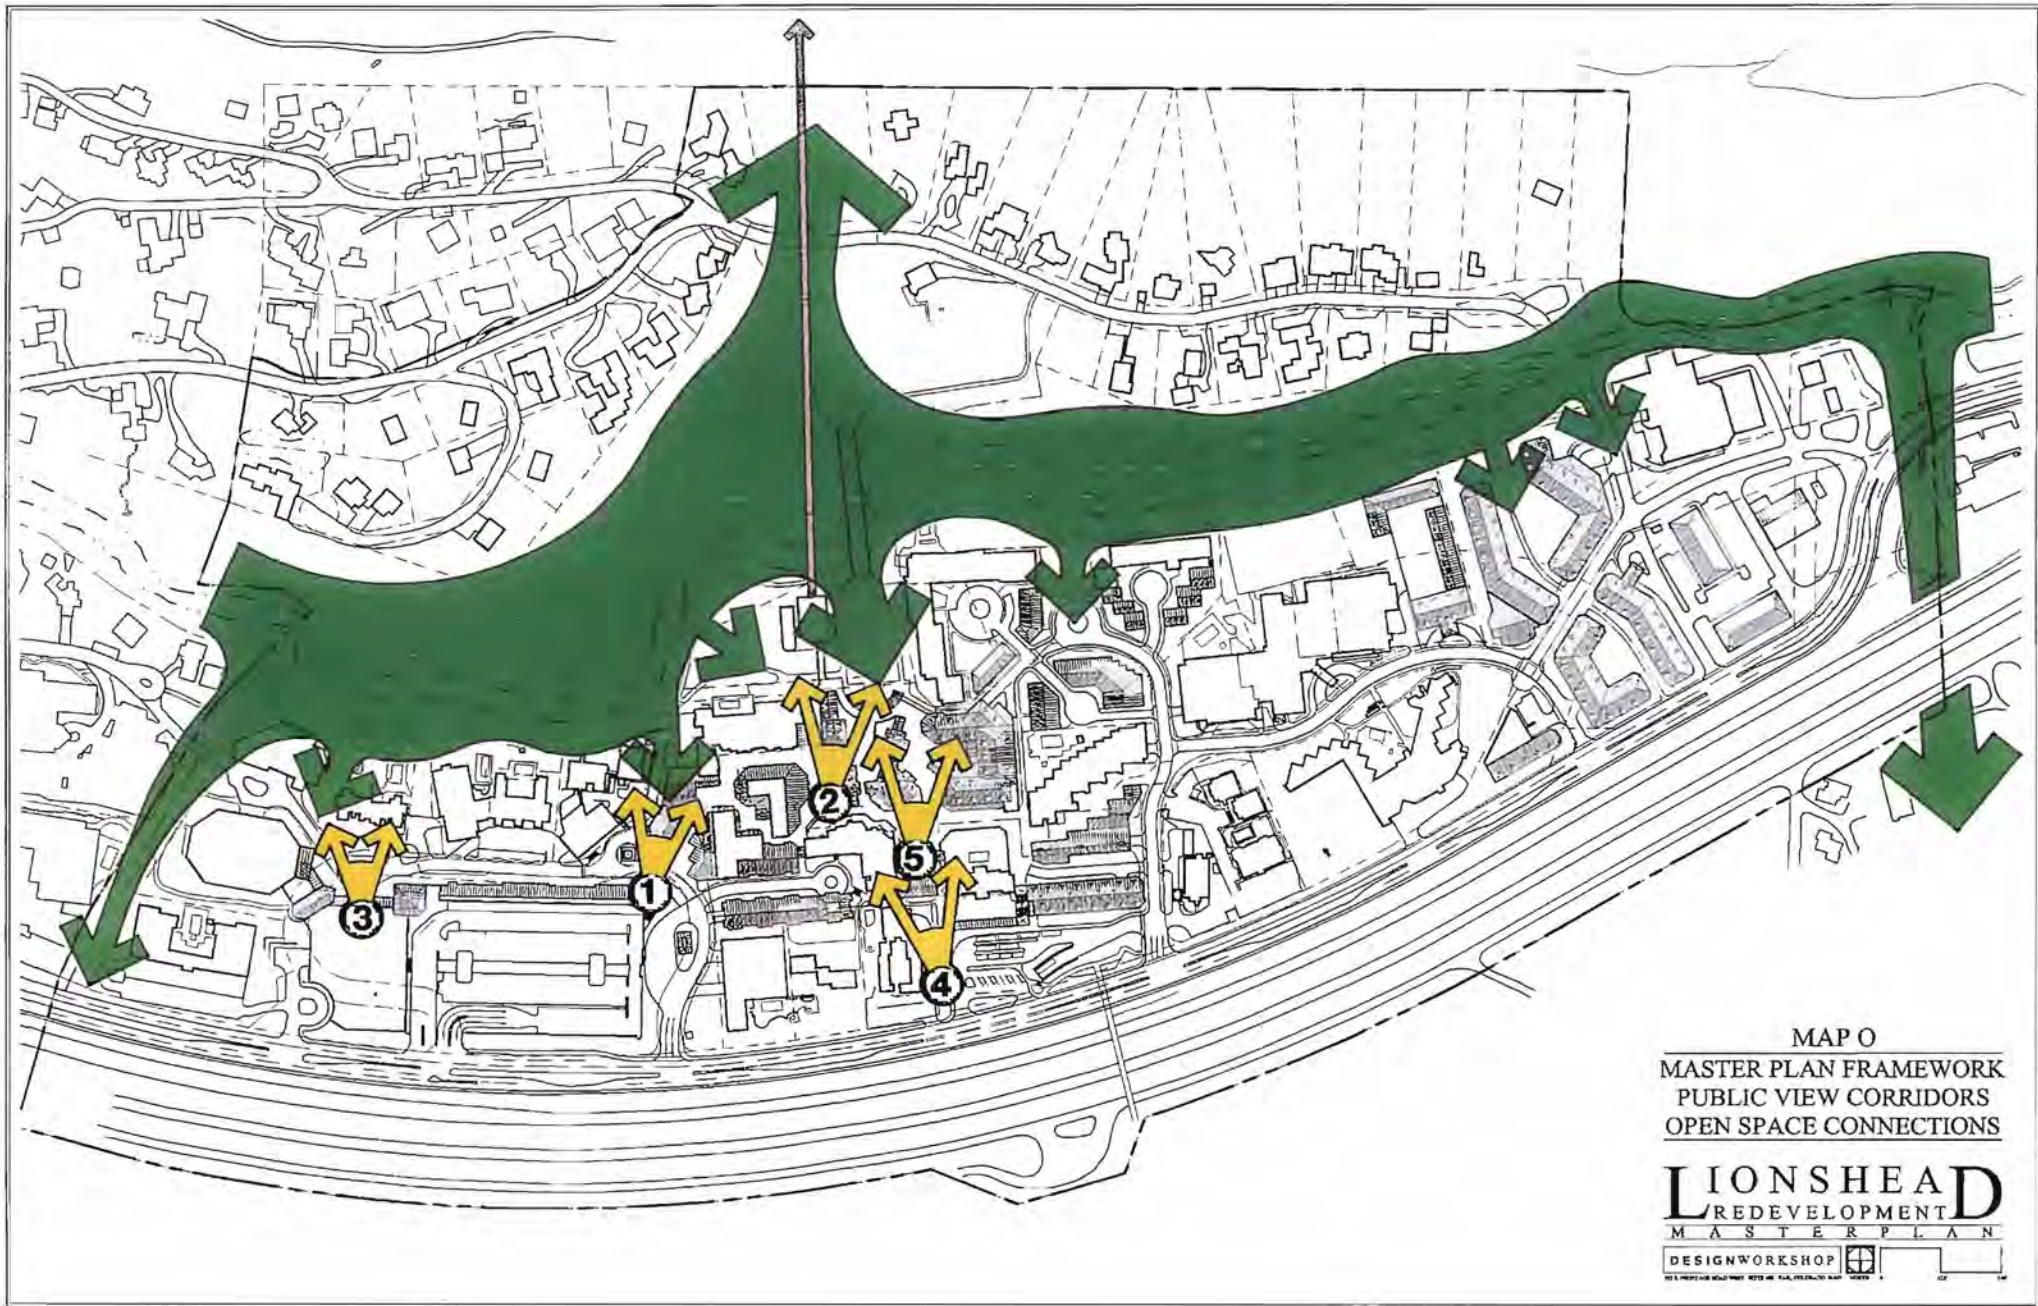 2
5
3
1
4
MAP O
MASTER PLAN FRAMEWORK
PUBLIC VIEW CORRIDORS
OPEN SPACE CONNECTIONS
LIONSHEAD
REDEVELOPMENT
MASTERPLAN
DESIGNWORKSHOP